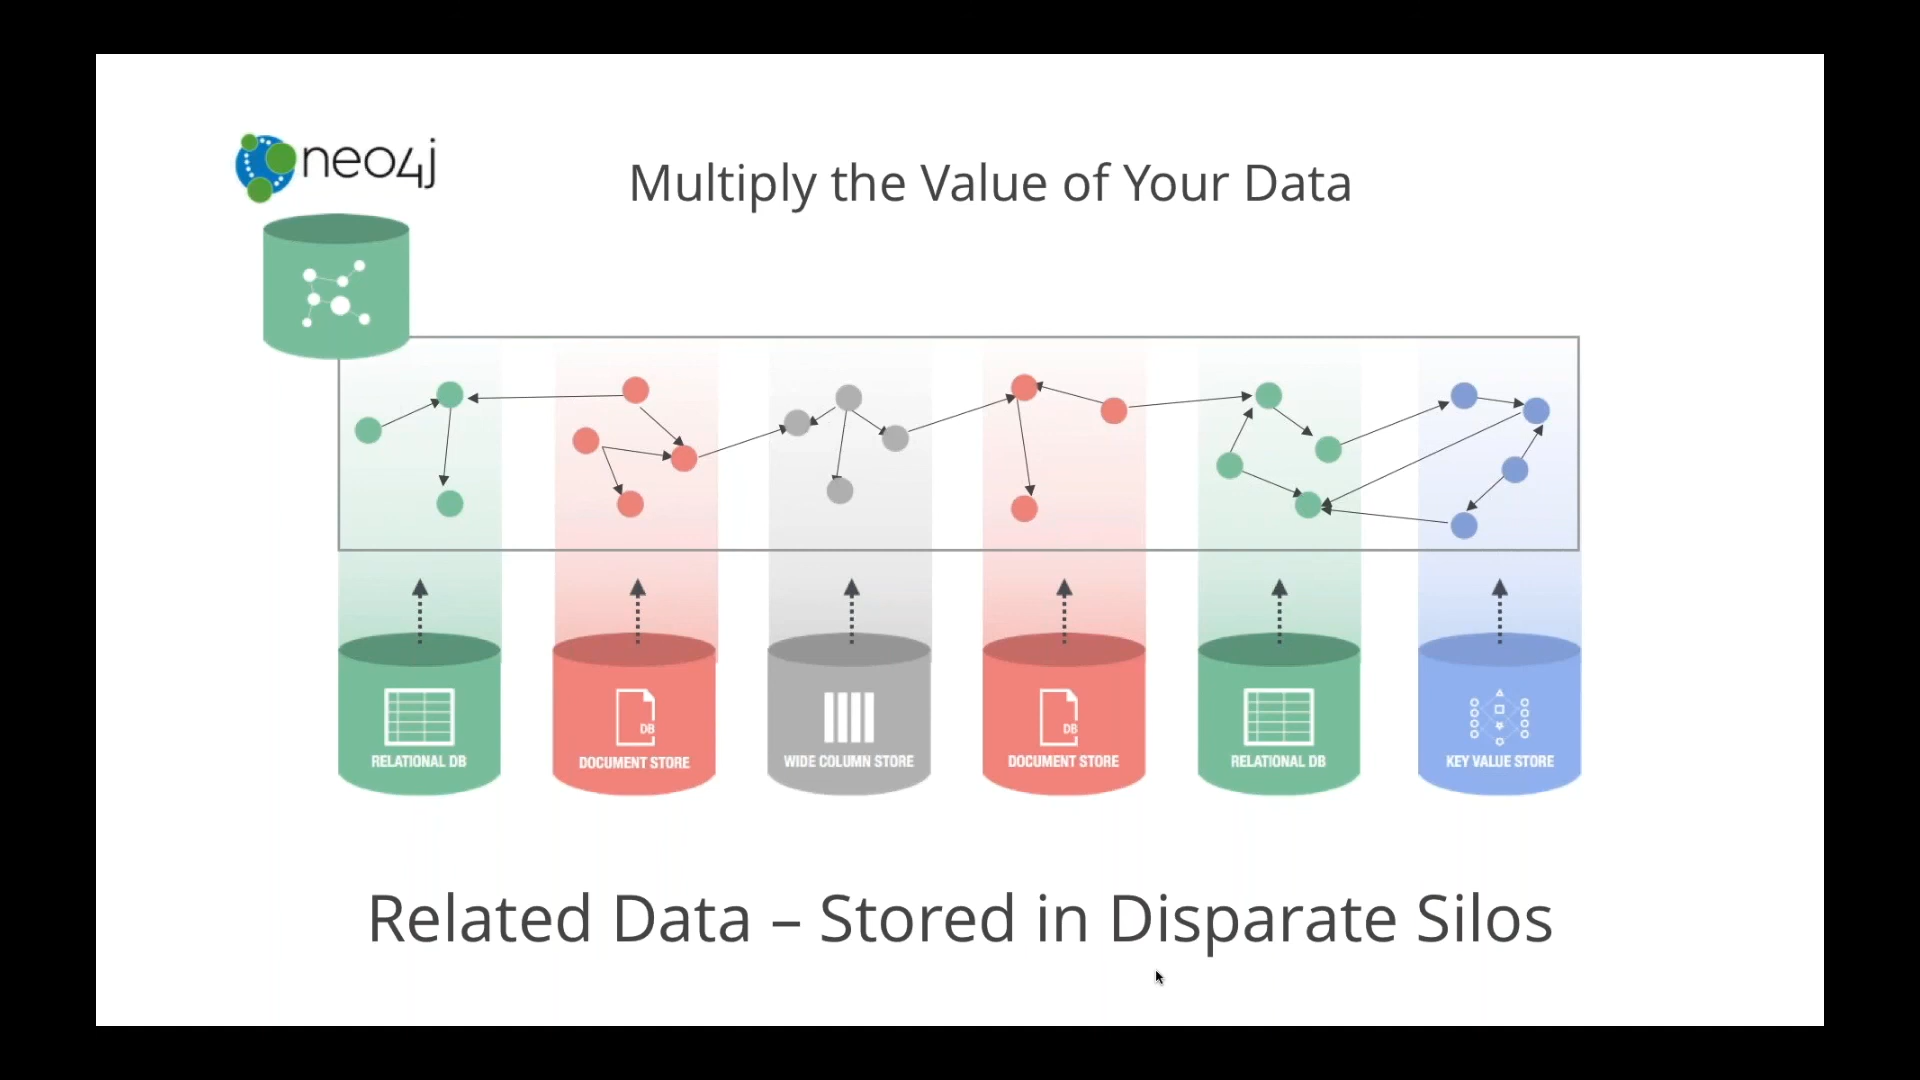 neo4j
Multiply the Value of Your Data
RELATIONAL DB
DB
DOCUMENT STORE
WIDE COLUMN STORE
DB
DOCUMENT STORE
RELATIONAL DB
KEY VALUE STORE
Related Data – Stored in Disparate Silos